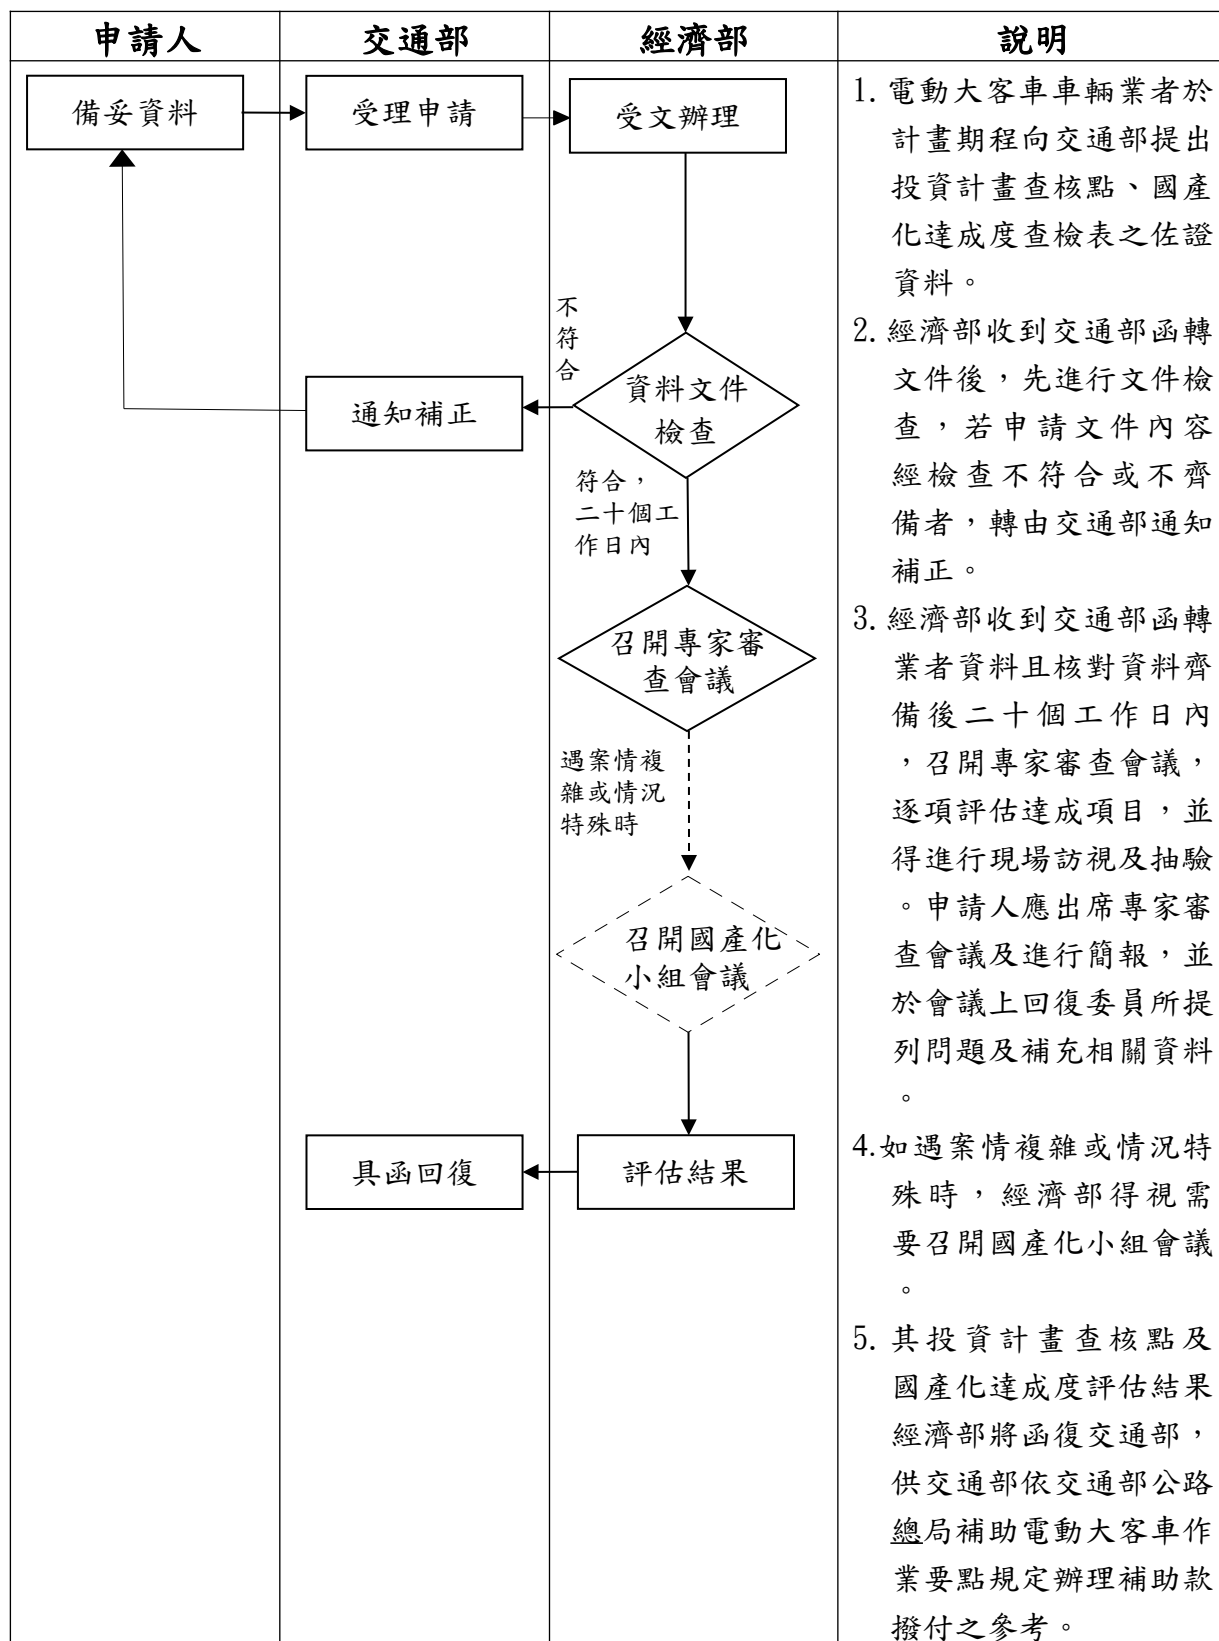 申請人
交通部
經濟部
說明
備妥資料
受理申請
受文辦理
不
符
合
資料文件
檢查
通知補正
符合，
二十個工
作日內
召開專家審
查會議
遇案情複
雜或情況
特殊時
召開國產化
小組會議
具函回復
評估結果
1. 電動大客車車輛業者於
計畫期程向交通部提出
投資計畫查核點、國產
化達成度查檢表之佐證
資料。
2. 經濟部收到交通部函轉
文件後，先進行文件檢
查，若申請文件內容
經檢查不符合或不齊
備者，轉由交通部通知
補正。
3. 經濟部收到交通部函轉
業者資料且核對資料齊
備後二十個工作日內
，召開專家審查會議，
逐項評估達成項目，並
得進行現場訪視及抽驗
。申請人應出席專家審
查會議及進行簡報，並
於會議上回復委員所提
列問題及補充相關資料
。
4.如遇案情複雜或情況特
殊時，經濟部得視需
要召開國產化小組會議
。
5. 其投資計畫查核點及
國產化達成度評估結果
經濟部將函復交通部，
供交通部依交通部公路
總局補助電動大客車作
業要點規定辦理補助款
撥付之參考。